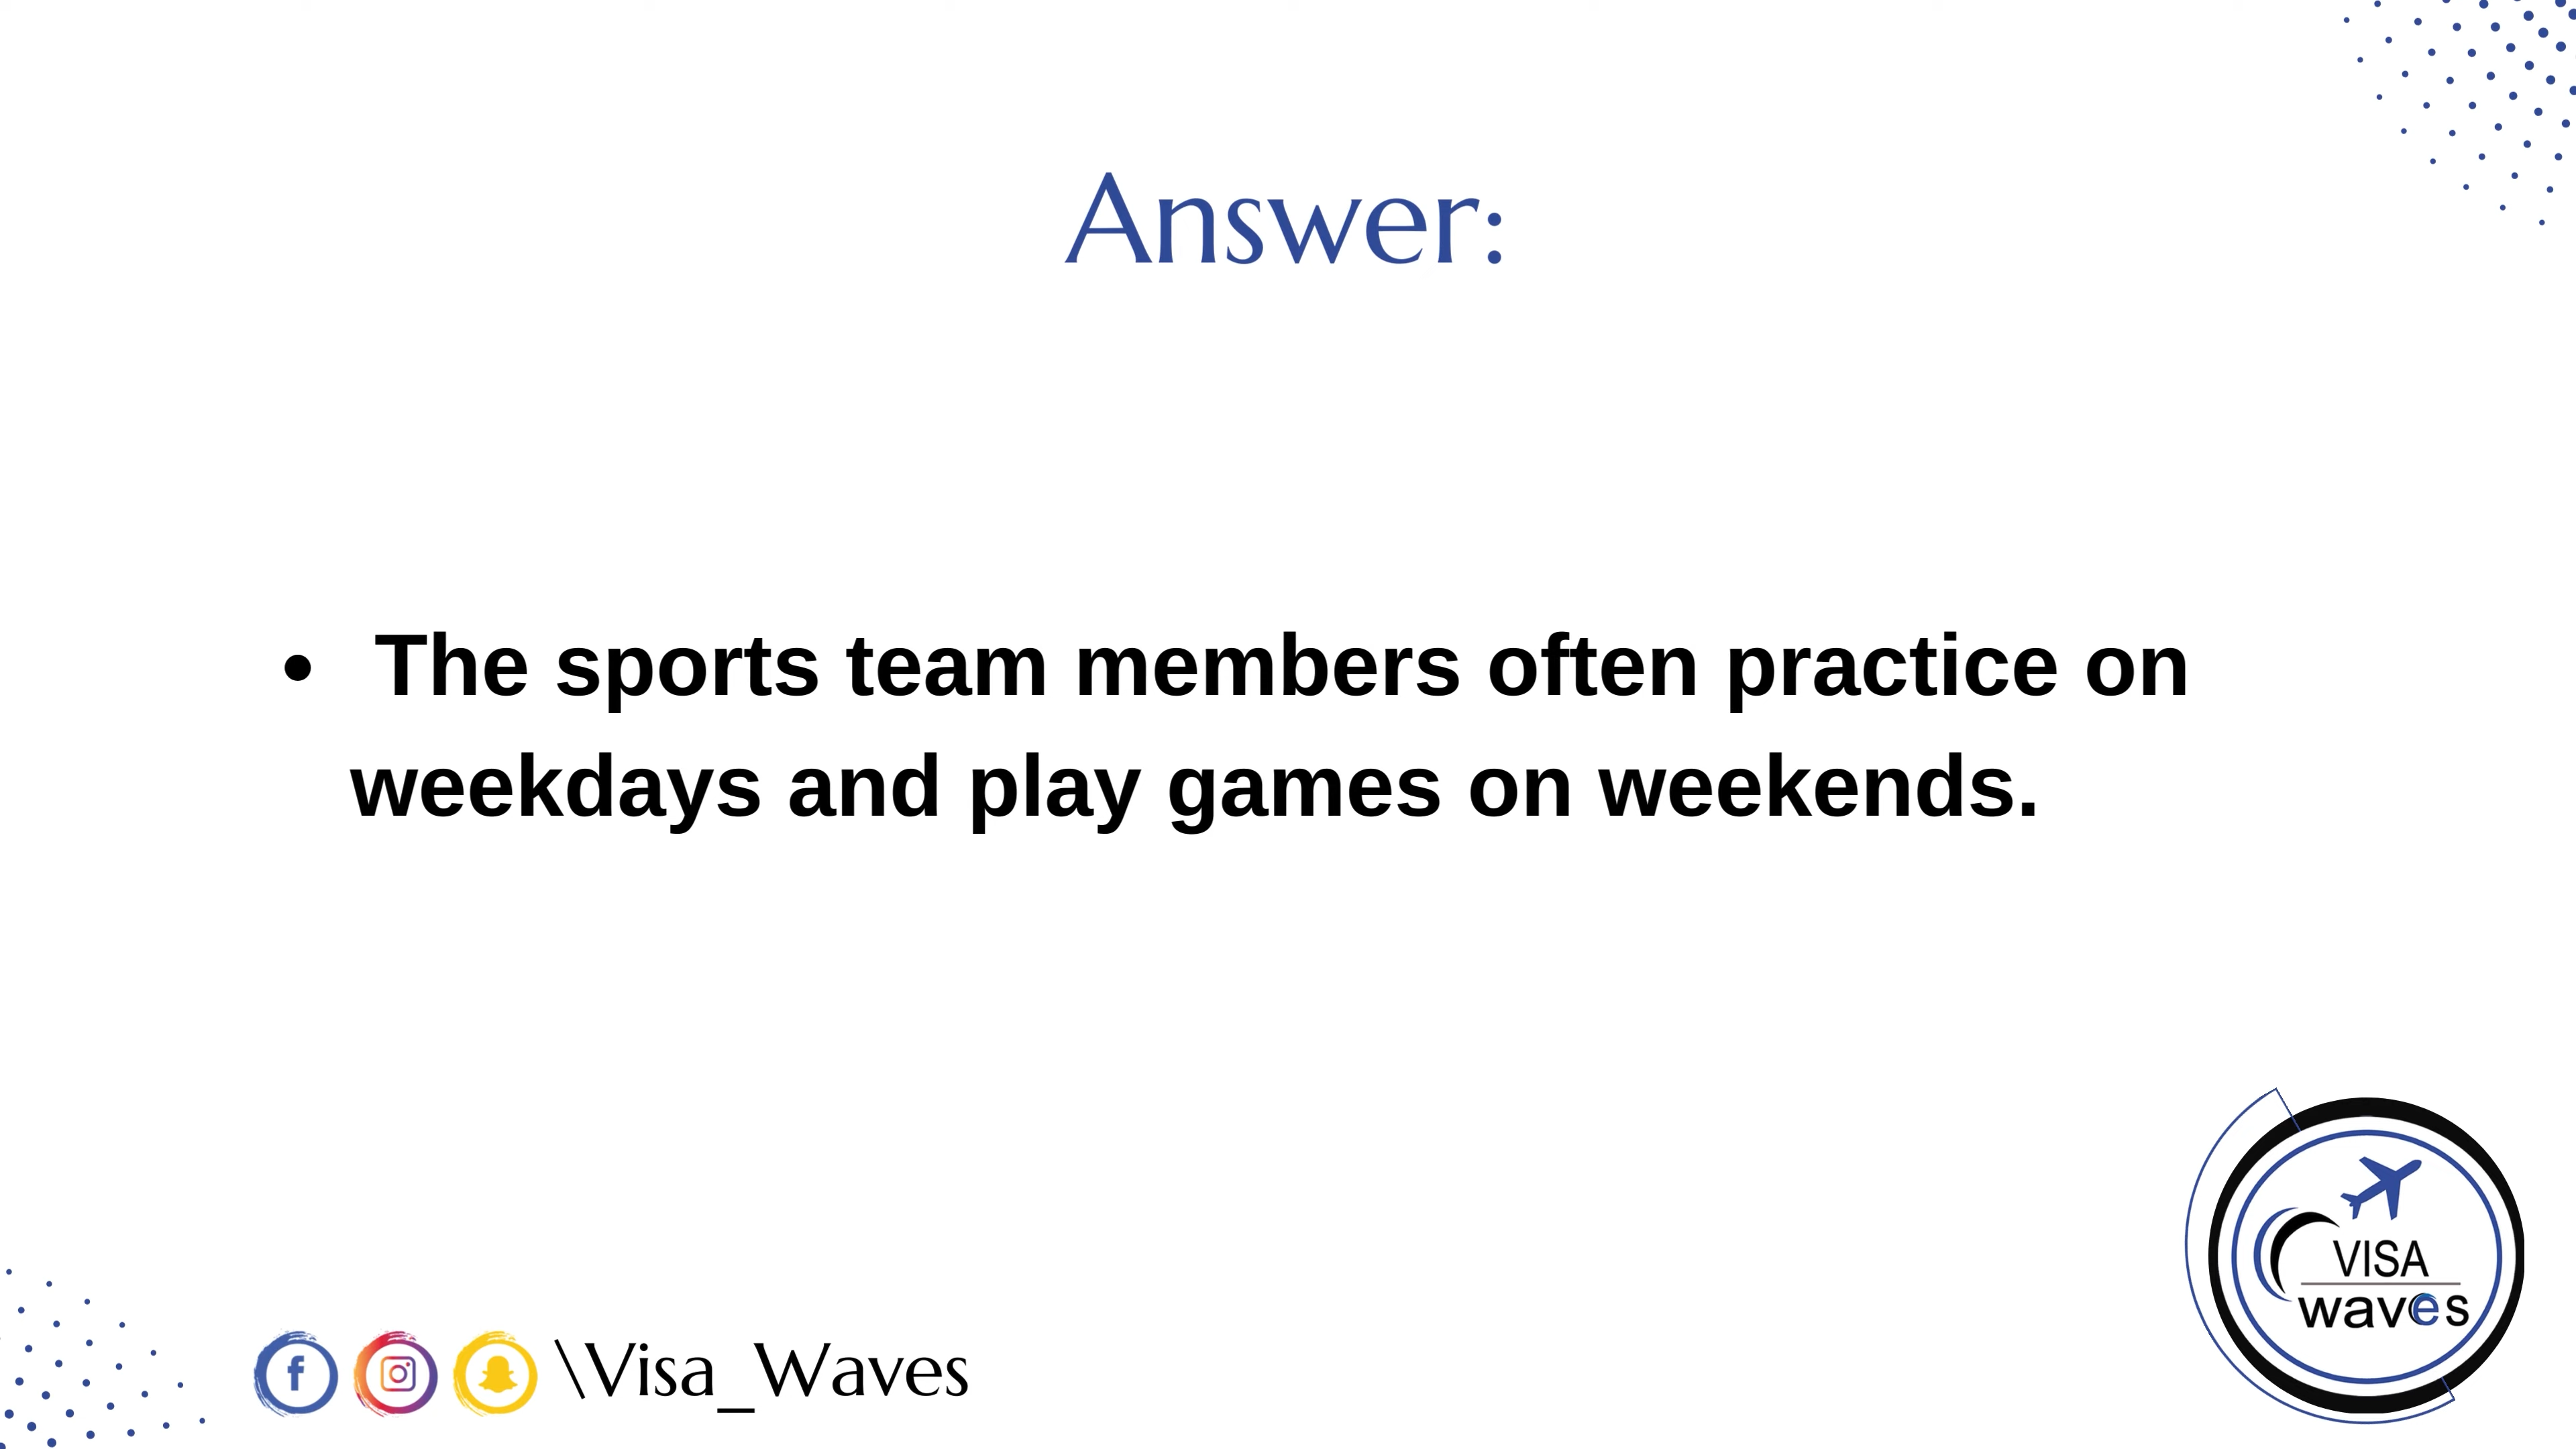 Answer:
• The sports team members often practice on
weekdays and play games on weekends.
VISA
waves
\Visa_Waves